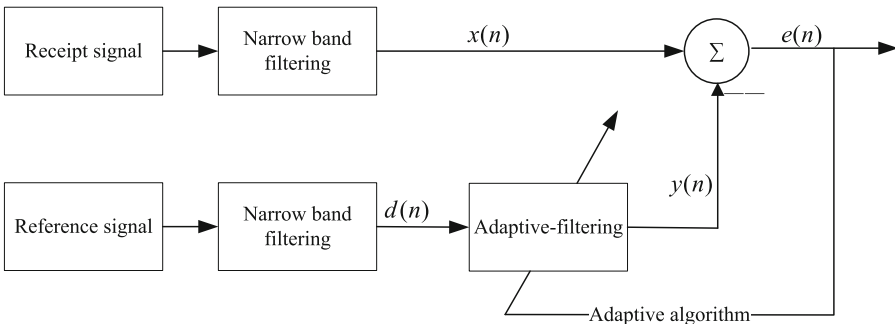 Receipt signal
Narrow band
filtering
x(n)
Σ
e(n)
Reference signal
Narrow band
filtering
d(n)
Adaptive-filtering
y(n)
Adaptive algorithm